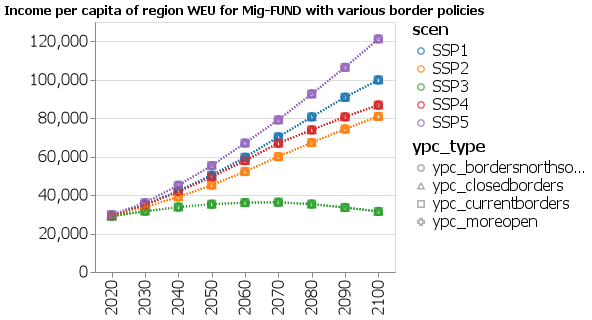 Income per capita of region WEU for Mig-FUND with various border policies
120,000
100,000
80,000
60,000
40,000
20,000
0
2020 2030 2040 2050 2060 2070 2080 2090 2100
scen
SSP1
SSP2
SSP3
SSP4
SSP5
ypc_type
ypc_bordersnorthso...
ypc_closedborders
ypc_currentborders
ypc_moreopen